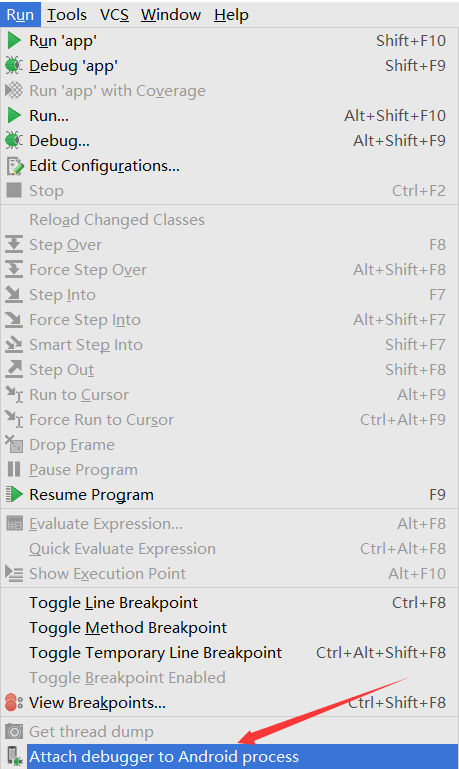 Run Tools VCS Window Help
Run 'app' Shift+F10
Debug 'app' Shift+F9
Run 'app' with Coverage
Run... Alt+Shift+F10
Debug... Alt+Shift+F9
Edit Configurations...
Stop Ctrl+F2
Reload Changed Classes
Step Over F8
Force Step Over Alt+Shift+F8
Step Into F7
Force Step Into Alt+Shift+F7
Smart Step Into Shift+F7
Step Out Shift+F8
Run to Cursor Alt+F9
Force Run to Cursor Ctrl+Alt+F9
Drop Frame
Pause Program
Resume Program F9
Evaluate Expression... Alt+F8
Quick Evaluate Expression Ctrl+Alt+F8
Show Execution Point Alt+F10
Toggle Line Breakpoint Ctrl+F8
Toggle Method Breakpoint
Toggle Temporary Line Breakpoint Ctrl+Alt+Shift+F8
Toggle Breakpoint Enabled
View Breakpoints... Ctrl+Shift+F8
Get thread dump
Attach debugger to Android process